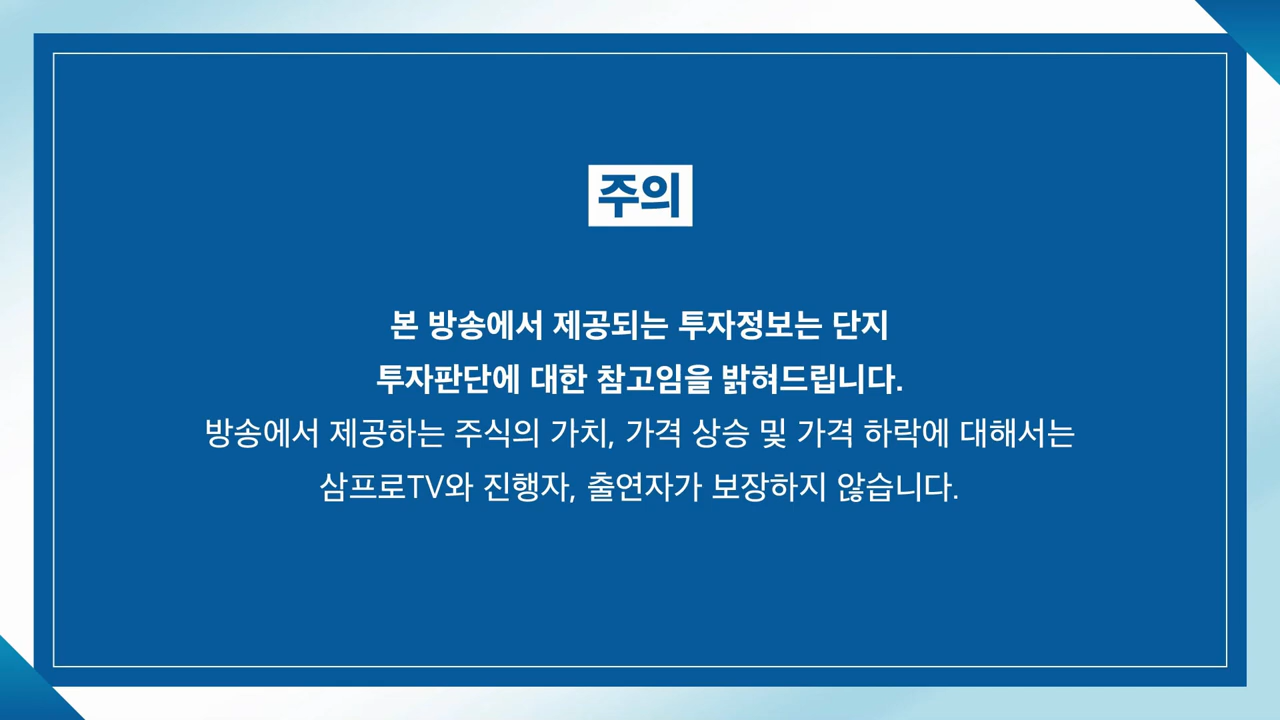 주의
본 방송에서 제공되는 투자정보는 단지
투자판단에 대한 참고임을 밝혀드립니다.
방송에서 제공하는 주식의 가치, 가격 상승 및 가격 하락에 대해서는
삼프로TV와 진행자, 출연자가 보장하지 않습니다.